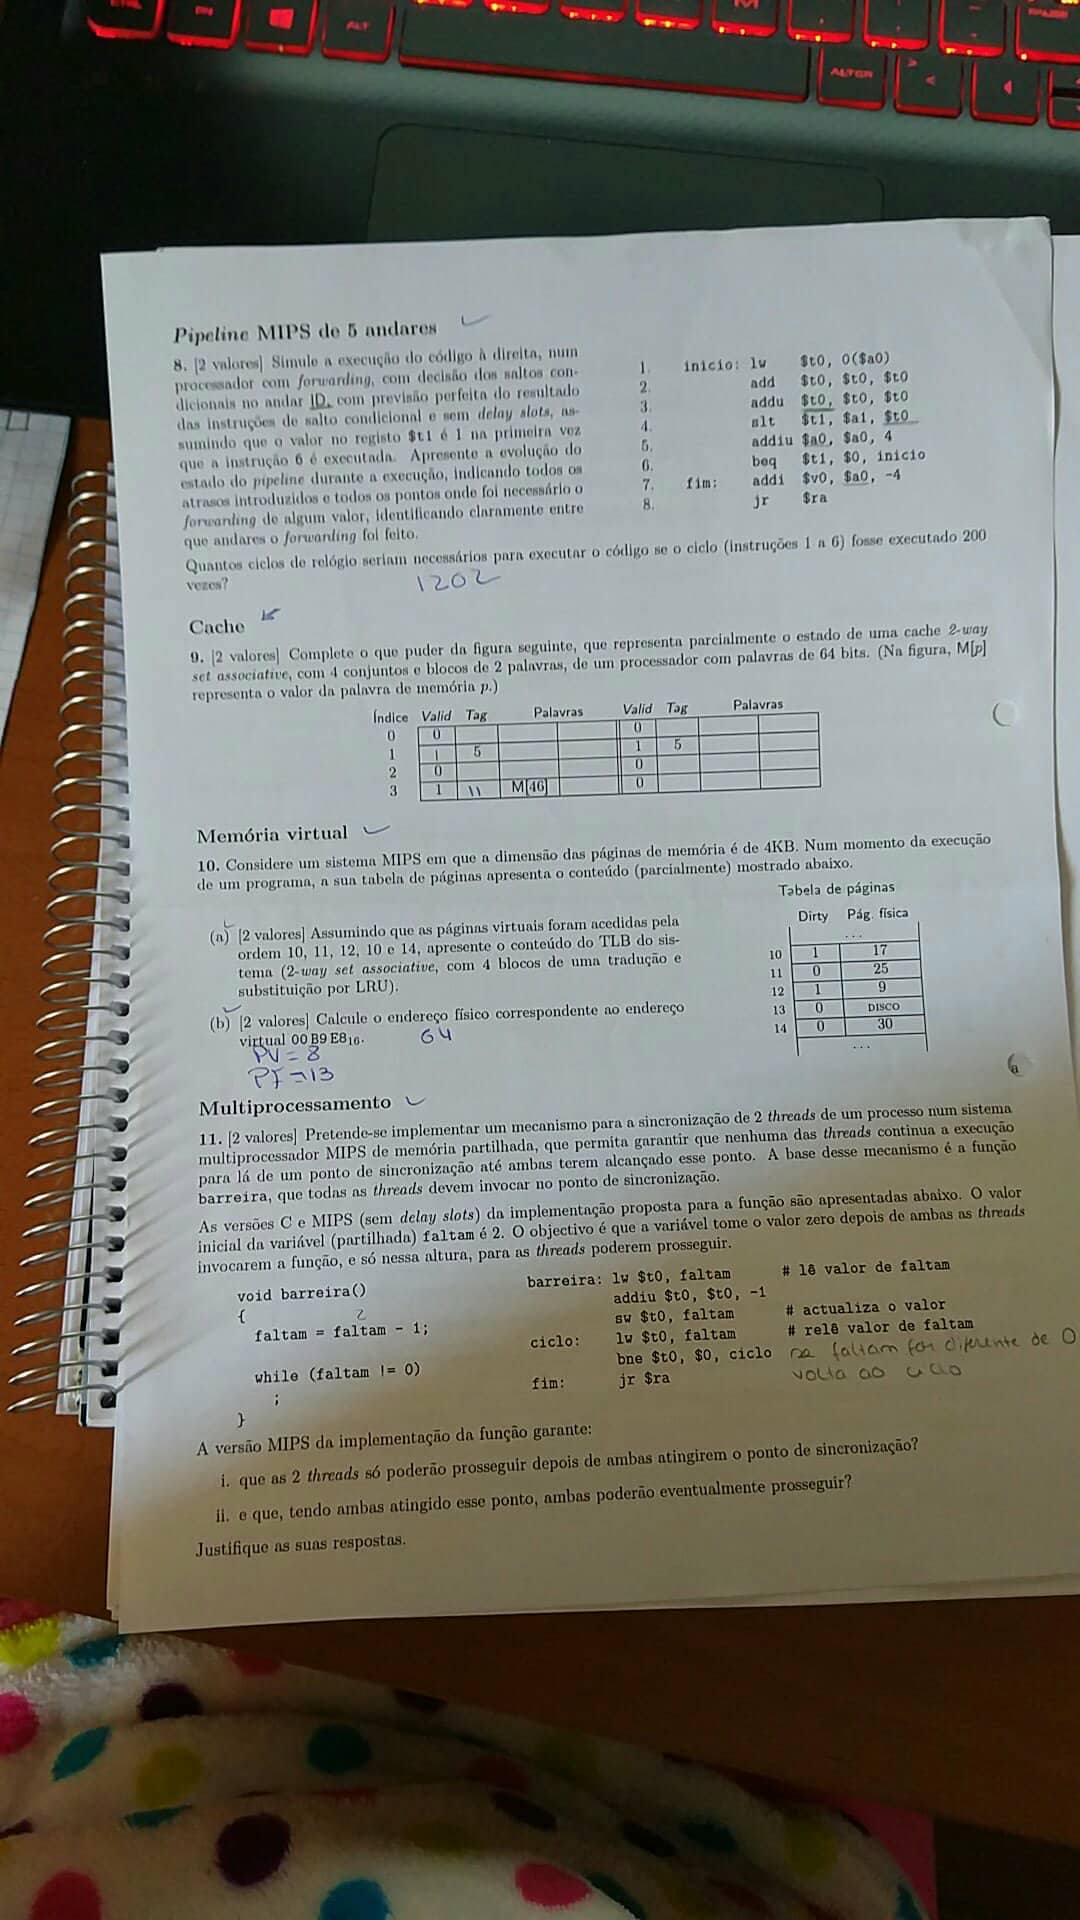 ALT
ALTGR
Pipeline MIPS de 5 andares
8. [2 valores] Simule a execução do código à direita, num
processador com forwarding, com decisão dos saltos con-
dicionais no andar ID, com previsão perfeita do resultado
das instruções de salto condicional e sem delay slots, as-
sumindo que o valor no registo $t1 é 1 na primeira vez
que a instrução 6 é executada. Apresente a evolução do
estado do pipeline durante a execução, indicando todos os
atrasos introduzidos e todos os pontos onde foi necessário o
forwarding de algum valor, identificando claramente entre
que andares o forwarding foi feito.
1. inicio: lw $t0, 0($a0)
2. add $t0, $t0, $t0
3. addu $t0, $t0, $t0
4. slt $t1, $a1, $t0
5. addiu $a0, $a0, 4
6. beq $t1, $0, inicio
7. fim: addi $v0, $a0, -4
8. jr $ra
Quantos ciclos de relógio seriam necessários para executar o código se o ciclo (instruções 1 a 6) fosse executado 200
vezes?
1202
Cache
9. [2 valores] Complete o que puder da figura seguinte, que representa parcialmente o estado de uma cache 2-way
set associative, com 4 conjuntos e blocos de 2 palavras, de um processador com palavras de 64 bits. (Na figura, M[p]
representa o valor da palavra de memória p.)
Índice Valid Tag Palavras Valid Tag Palavras
0 0 0
1 1 5 1 5
2 0 0
3 1 11 M[46] 0
Memória virtual
10. Considere um sistema MIPS em que a dimensão das páginas de memória é de 4KB. Num momento da execução
de um programa, a sua tabela de páginas apresenta o conteúdo (parcialmente) mostrado abaixo.
(a) [2 valores] Assumindo que as páginas virtuais foram acedidas pela
ordem 10, 11, 12, 10 e 14, apresente o conteúdo do TLB do sis-
tema (2-way set associative, com 4 blocos de uma tradução e
substituição por LRU).
(b) [2 valores] Calcule o endereço físico correspondente ao endereço
virtual 00 B9 E8₁₆.
64
PV = 8
PF = 13
Tabela de páginas
Dirty Pág. física
...
10 1 17
11 0 25
12 1 9
13 0 DISCO
14 0 30
...
a
Multiprocessamento
11. [2 valores] Pretende-se implementar um mecanismo para a sincronização de 2 threads de um processo num sistema
multiprocessador MIPS de memória partilhada, que permita garantir que nenhuma das threads continua a execução
para lá de um ponto de sincronização até ambas terem alcançado esse ponto. A base desse mecanismo é a função
barreira, que todas as threads devem invocar no ponto de sincronização.
As versões C e MIPS (sem delay slots) da implementação proposta para a função são apresentadas abaixo. O valor
inicial da variável (partilhada) faltam é 2. O objectivo é que a variável tome o valor zero depois de ambas as threads
invocarem a função, e só nessa altura, para as threads poderem prosseguir.
void barreira()
{
2
faltam = faltam - 1;
while (faltam != 0)
;
}
barreira: lw $t0, faltam # lê valor de faltam
addiu $t0, $t0, -1
sw $t0, faltam # actualiza o valor
ciclo: lw $t0, faltam # relê valor de faltam
bne $t0, $0, ciclo se faltam for diferente de 0
volta ao ciclo
fim: jr $ra
A versão MIPS da implementação da função garante:
i. que as 2 threads só poderão prosseguir depois de ambas atingirem o ponto de sincronização?
ii. e que, tendo ambas atingido esse ponto, ambas poderão eventualmente prosseguir?
Justifique as suas respostas.